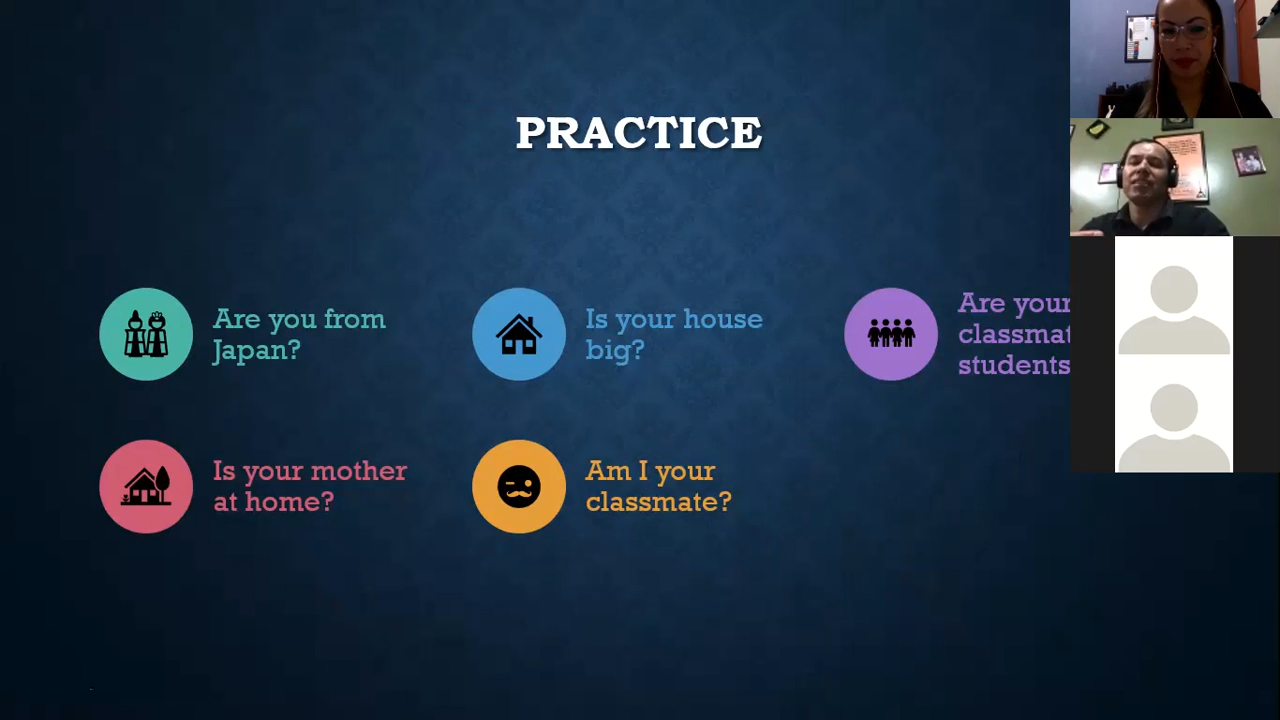 PRACTICE
Are you from
Japan?
Is your house
big?
Are your
students
Is your mother
at home?
Am I your
classmate?